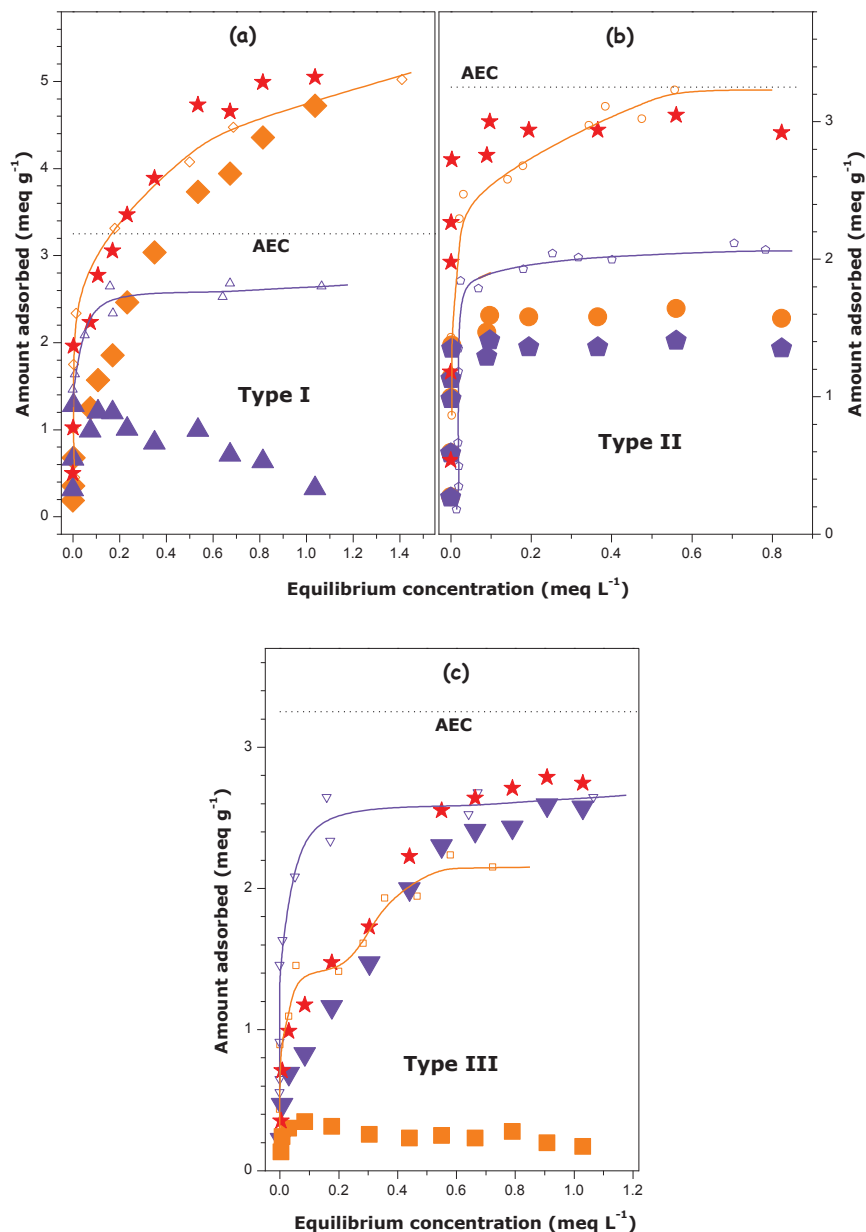 (a)
(b)
AEC
AEC
Type I
Type II
Amount adsorbed (meq g⁻¹)
5
4
3
2
1
0
Amount adsorbed (meq g⁻¹)
3
2
1
0
0.0 0.2 0.4 0.6 0.8 1.0 1.2 1.4
0.0 0.2 0.4 0.6 0.8
Equilibrium concentration (meq L⁻¹)
(c)
AEC
Type III
Amount adsorbed (meq g⁻¹)
3
2
1
0
0.0 0.2 0.4 0.6 0.8 1.0 1.2
Equilibrium concentration (meq L⁻¹)